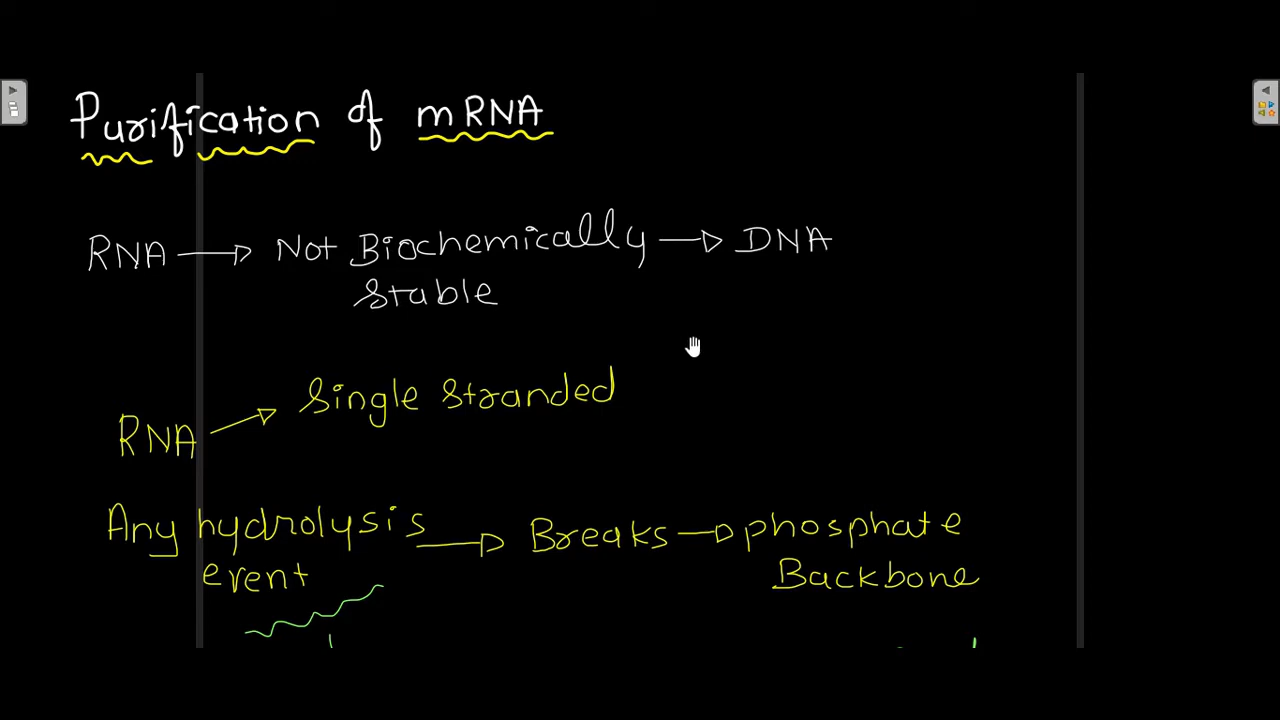 Purification of mRNA
RNA → Not Biochemically → DNA
stable
RNA → Single stranded
Any hydrolysis → Breaks → phosphate
event Backbone